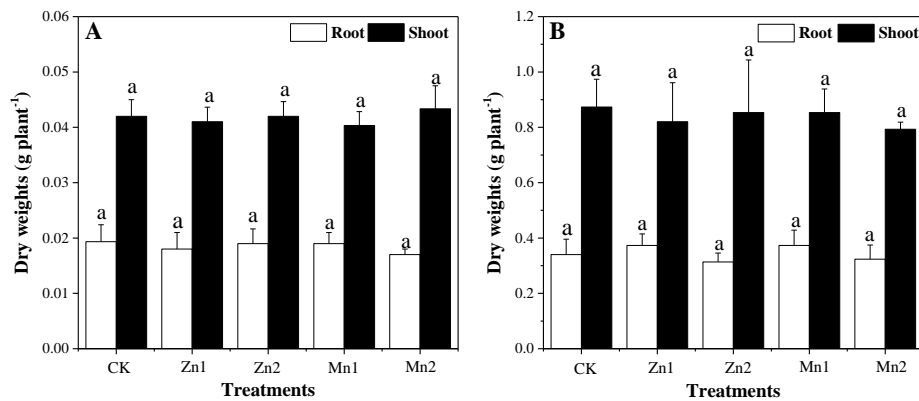 A
Root Shoot
Dry weights (g plant-1)
0.06
0.05
0.04
0.03
0.02
0.01
0.00
a a a a a a a a a a
CK Zn1 Zn2 Mn1 Mn2
Treatments
B
Root Shoot
Dry weights (g plant-1)
1.2
1.0
0.8
0.6
0.4
0.2
0.0
a a a a a a a a a a
CK Zn1 Zn2 Mn1 Mn2
Treatments